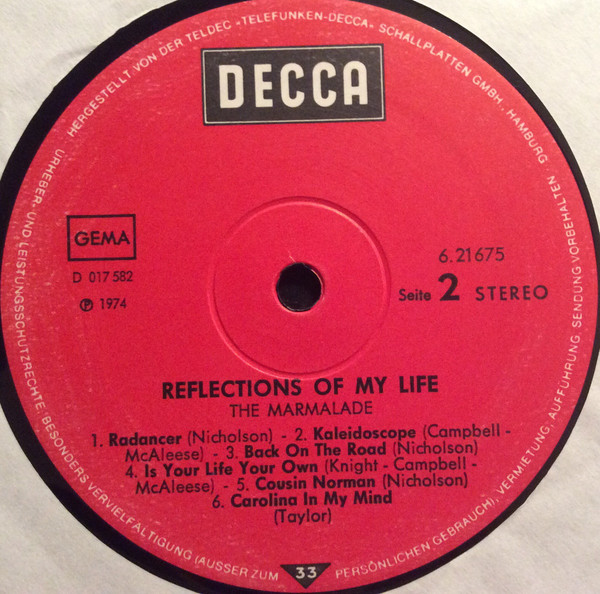 HERGESTELLT VON DER TELDEC »TELEFUNKEN-DECCA« SCHALLPLATTEN GMBH., HAMBURG
URHEBER- UND LEISTUNGSSCHUTZRECHTE, BESONDERS VERVIELFÄLTIGUNG (AUSSER ZUM PERSÖNLICHEN GEBRAUCH), VERMIETUNG, AUFFÜHRUNG, SENDUNG VORBEHALTEN
DECCA
GEMA
D 017 582
℗ 1974
6.21675
Seite 2 STEREO
REFLECTIONS OF MY LIFE
THE MARMALADE
1. Radancer (Nicholson) - 2. Kaleidoscope (Campbell -
McAleese) - 3. Back On The Road (Nicholson)
4. Is Your Life Your Own (Knight - Campbell -
McAleese) - 5. Cousin Norman (Nicholson)
6. Carolina In My Mind
(Taylor)
33